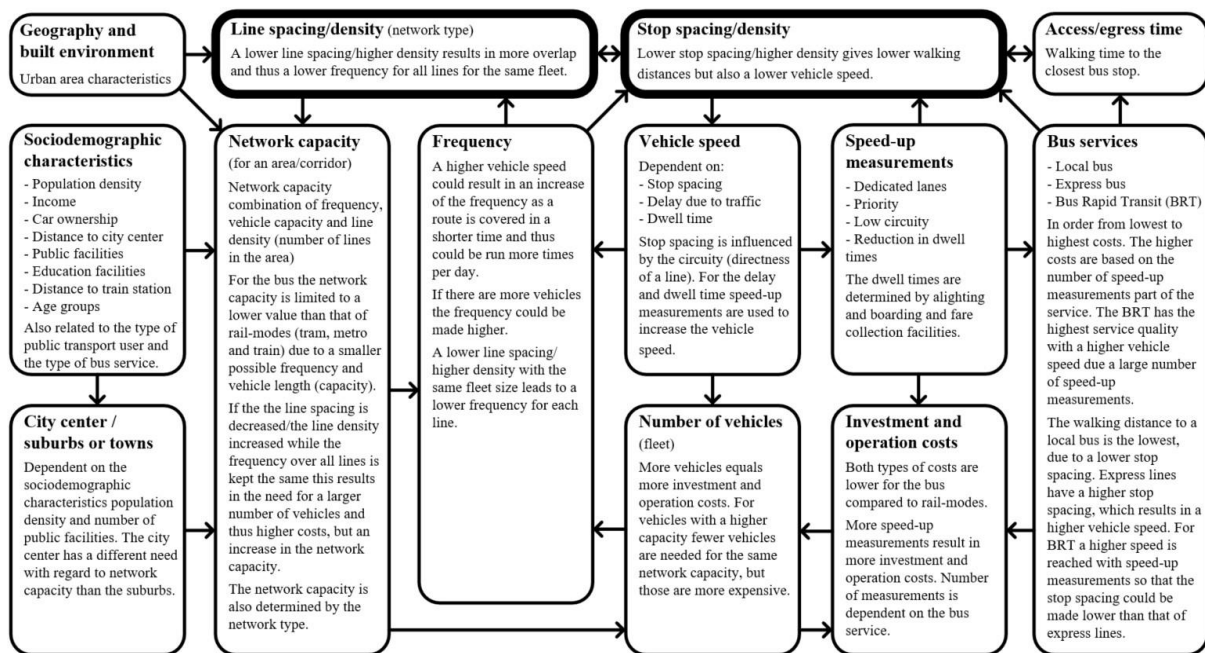 Geography and
built environment
Urban area characteristics
Line spacing/density (network type)
A lower line spacing/higher density results in more overlap
and thus a lower frequency for all lines for the same fleet.
Stop spacing/density
Lower stop spacing/higher density gives lower walking
distances but also a lower vehicle speed.
Access/egress time
Walking time to the
closest bus stop.
Sociodemographic
characteristics
- Population density
- Income
- Car ownership
- Distance to city center
- Public facilities
- Education facilities
- Distance to train station
- Age groups
Also related to the type of
public transport user and
the type of bus service.
Network capacity
(for an area/corridor)
Network capacity
combination of frequency,
vehicle capacity and line
density (number of lines
in the area)
For the bus the network
capacity is limited to a
lower value than that of
rail-modes (tram, metro
and train) due to a smaller
possible frequency and
vehicle length (capacity).
If the the line spacing is
decreased/the line density
increased while the
frequency over all lines is
kept the same this results
in the need for a larger
number of vehicles and
thus higher costs, but an
increase in the network
capacity.
The network capacity is
also determined by the
network type.
Frequency
A higher vehicle speed
could result in an increase
of the frequency as a
route is covered in a
shorter time and thus
could be run more times
per day.
If there are more vehicles
the frequency could be
made higher.
A lower line spacing/
higher density with the
same fleet size leads to a
lower frequency for each
line.
Vehicle speed
Dependent on:
- Stop spacing
- Delay due to traffic
- Dwell time
Stop spacing is influenced
by the circuity (directness
of a line). For the delay
and dwell time speed-up
measurements are used to
increase the vehicle
speed.
Speed-up
measurements
- Dedicated lanes
- Priority
- Low circuity
- Reduction in dwell
times
The dwell times are
determined by alighting
and boarding and fare
collection facilities.
Bus services
- Local bus
- Express bus
- Bus Rapid Transit (BRT)
In order from lowest to
highest costs. The higher
costs are based on the
number of speed-up
measurements part of the
service. The BRT has the
highest service quality
with a higher vehicle
speed due a large number
of speed-up
measurements.
The walking distance to a
local bus is the lowest,
due to a lower stop
spacing. Express lines
have a higher stop
spacing, which results in a
higher vehicle speed. For
BRT a higher speed is
reached with speed-up
measurements so that the
stop spacing could be
made lower than that of
express lines.
City center /
suburbs or towns
Dependent on the
sociodemographic
characteristics population
density and number of
public facilities. The city
center has a different need
with regard to network
capacity than the suburbs.
Number of vehicles
(fleet)
More vehicles equals
more investment and
operation costs. For
vehicles with a higher
capacity fewer vehicles
are needed for the same
network capacity, but
those are more expensive.
Investment and
operation costs
Both types of costs are
lower for the bus
compared to rail-modes.
More speed-up
measurements result in
more investment and
operation costs. Number
of measurements is
dependent on the bus
service.